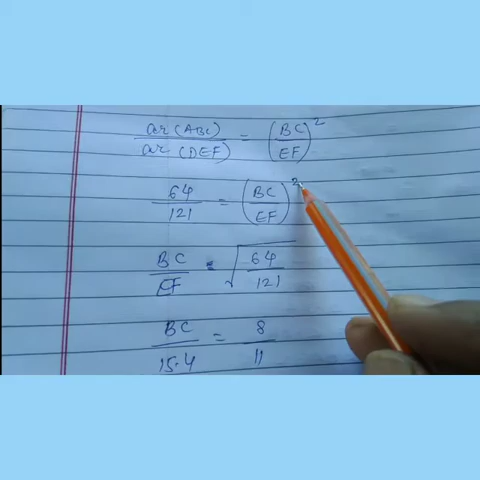 ar(ABC) / ar(DEF) = (BC / EF)²
64 / 121 = (BC / EF)²
BC / EF = √(64 / 121)
BC / 15.4 = 8 / 11